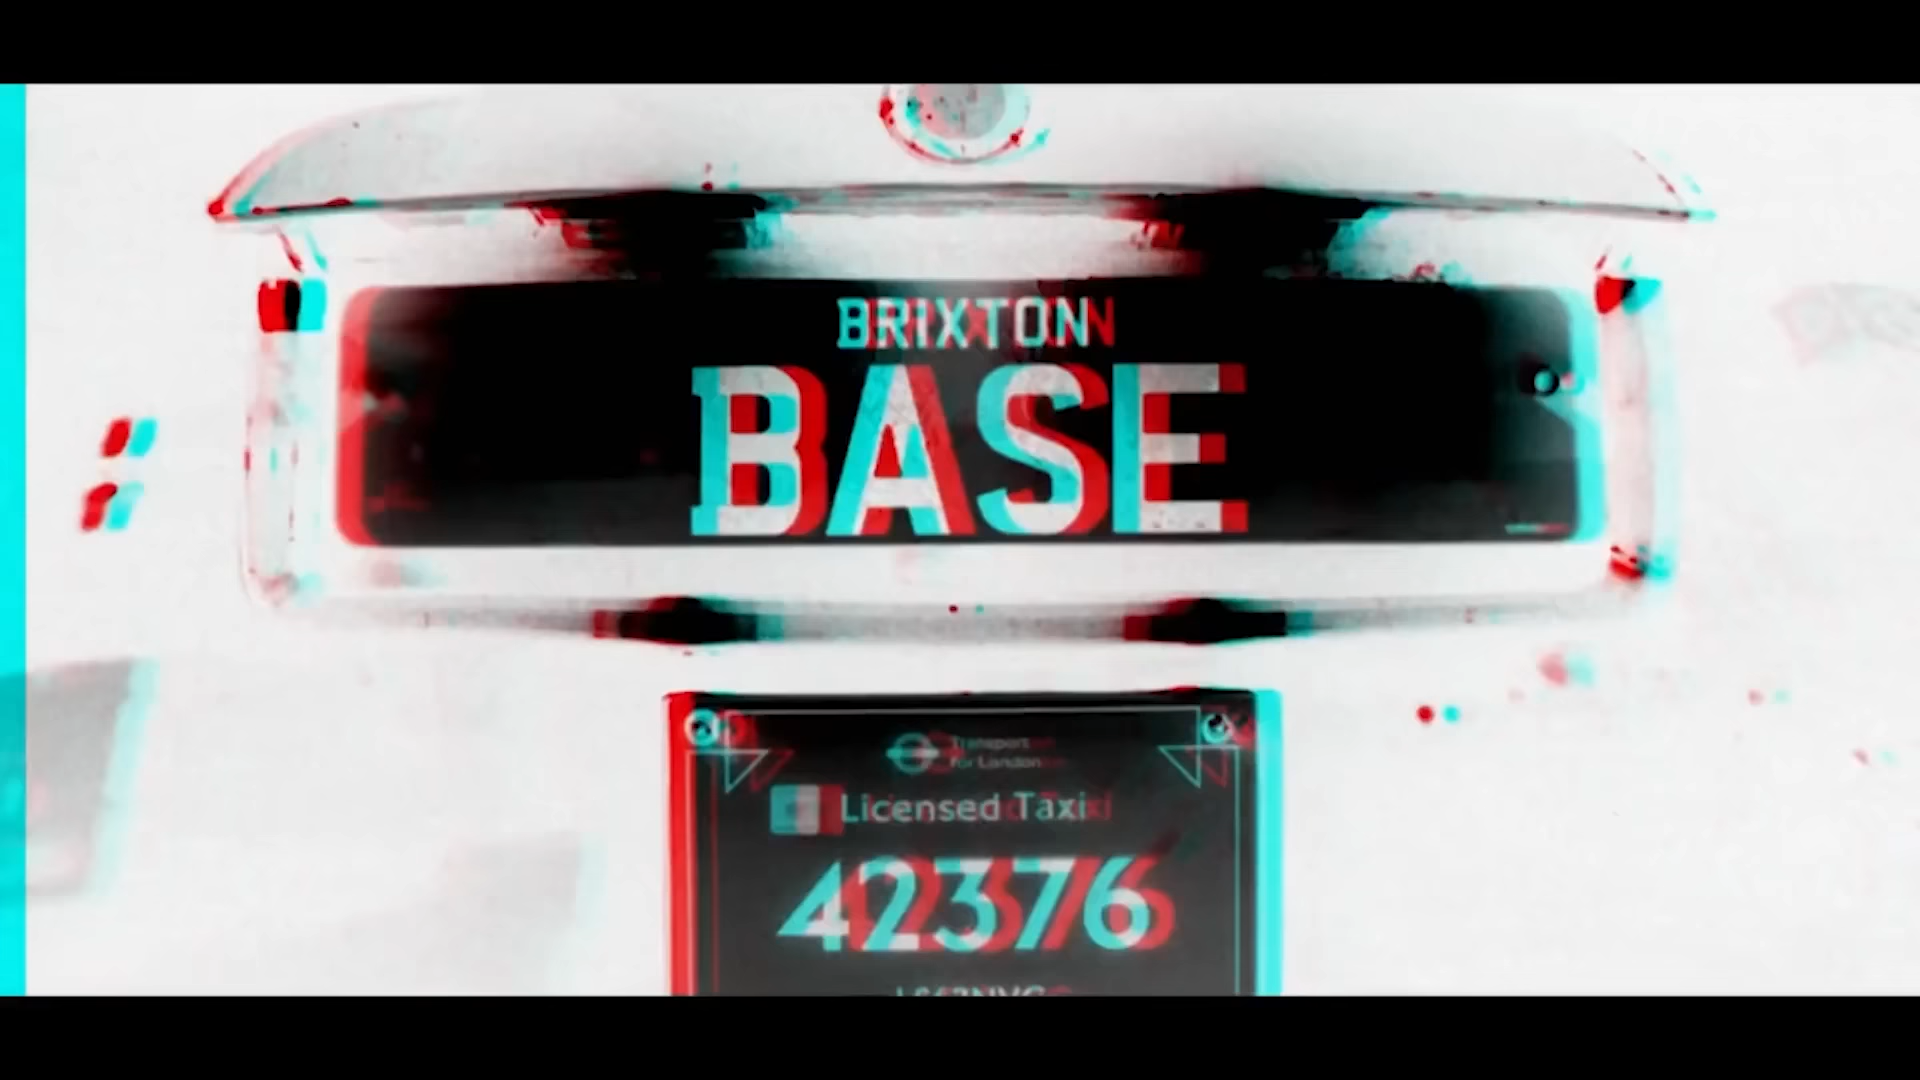 BRIXTON
BASE
Transport
for London
Licensed Taxi
42376